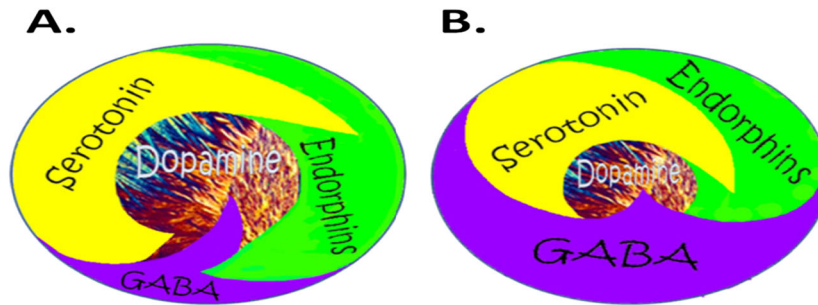 A.
Serotonin
Dopamine
Endorphins
GABA
B.
Serotonin
Endorphins
Dopamine
GABA